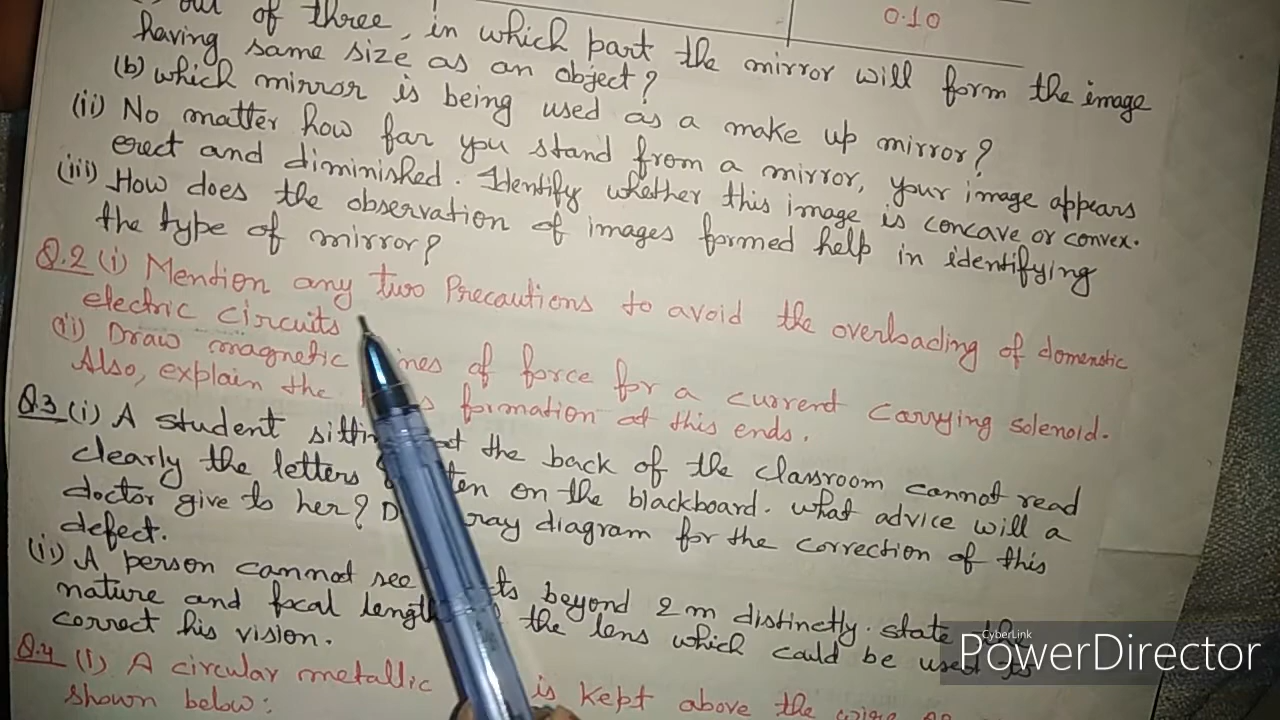 0.10
out of three, in which part the mirror will form the image
having same size as an object?
(b) which mirror is being used as a make up mirror?
(ii) No matter how far you stand from a mirror, your image appears
erect and diminished. Identify whether this image is concave or convex.
(iii) How does the observation of images formed help in identifying
the type of mirror?
Q.2 (i) Mention any two Precautions to avoid the overloading of domestic
electric circuits
(ii) Draw magnetic lines of force for a current carrying solenoid.
Also, explain the formation at this ends.
Q.3 (i) A student sitting at the back of the classroom cannot read
clearly the letters written on the blackboard. what advice will a
doctor give to her? ray diagram for the correction of this
defect.
(ii) A person cannot see beyond 2 m distinctly. state the
nature and focal length the lens which could be used to
correct his vision.
Q.4 (i) A circular metallic is kept above the wire
shown below:
CyberLink
PowerDirector